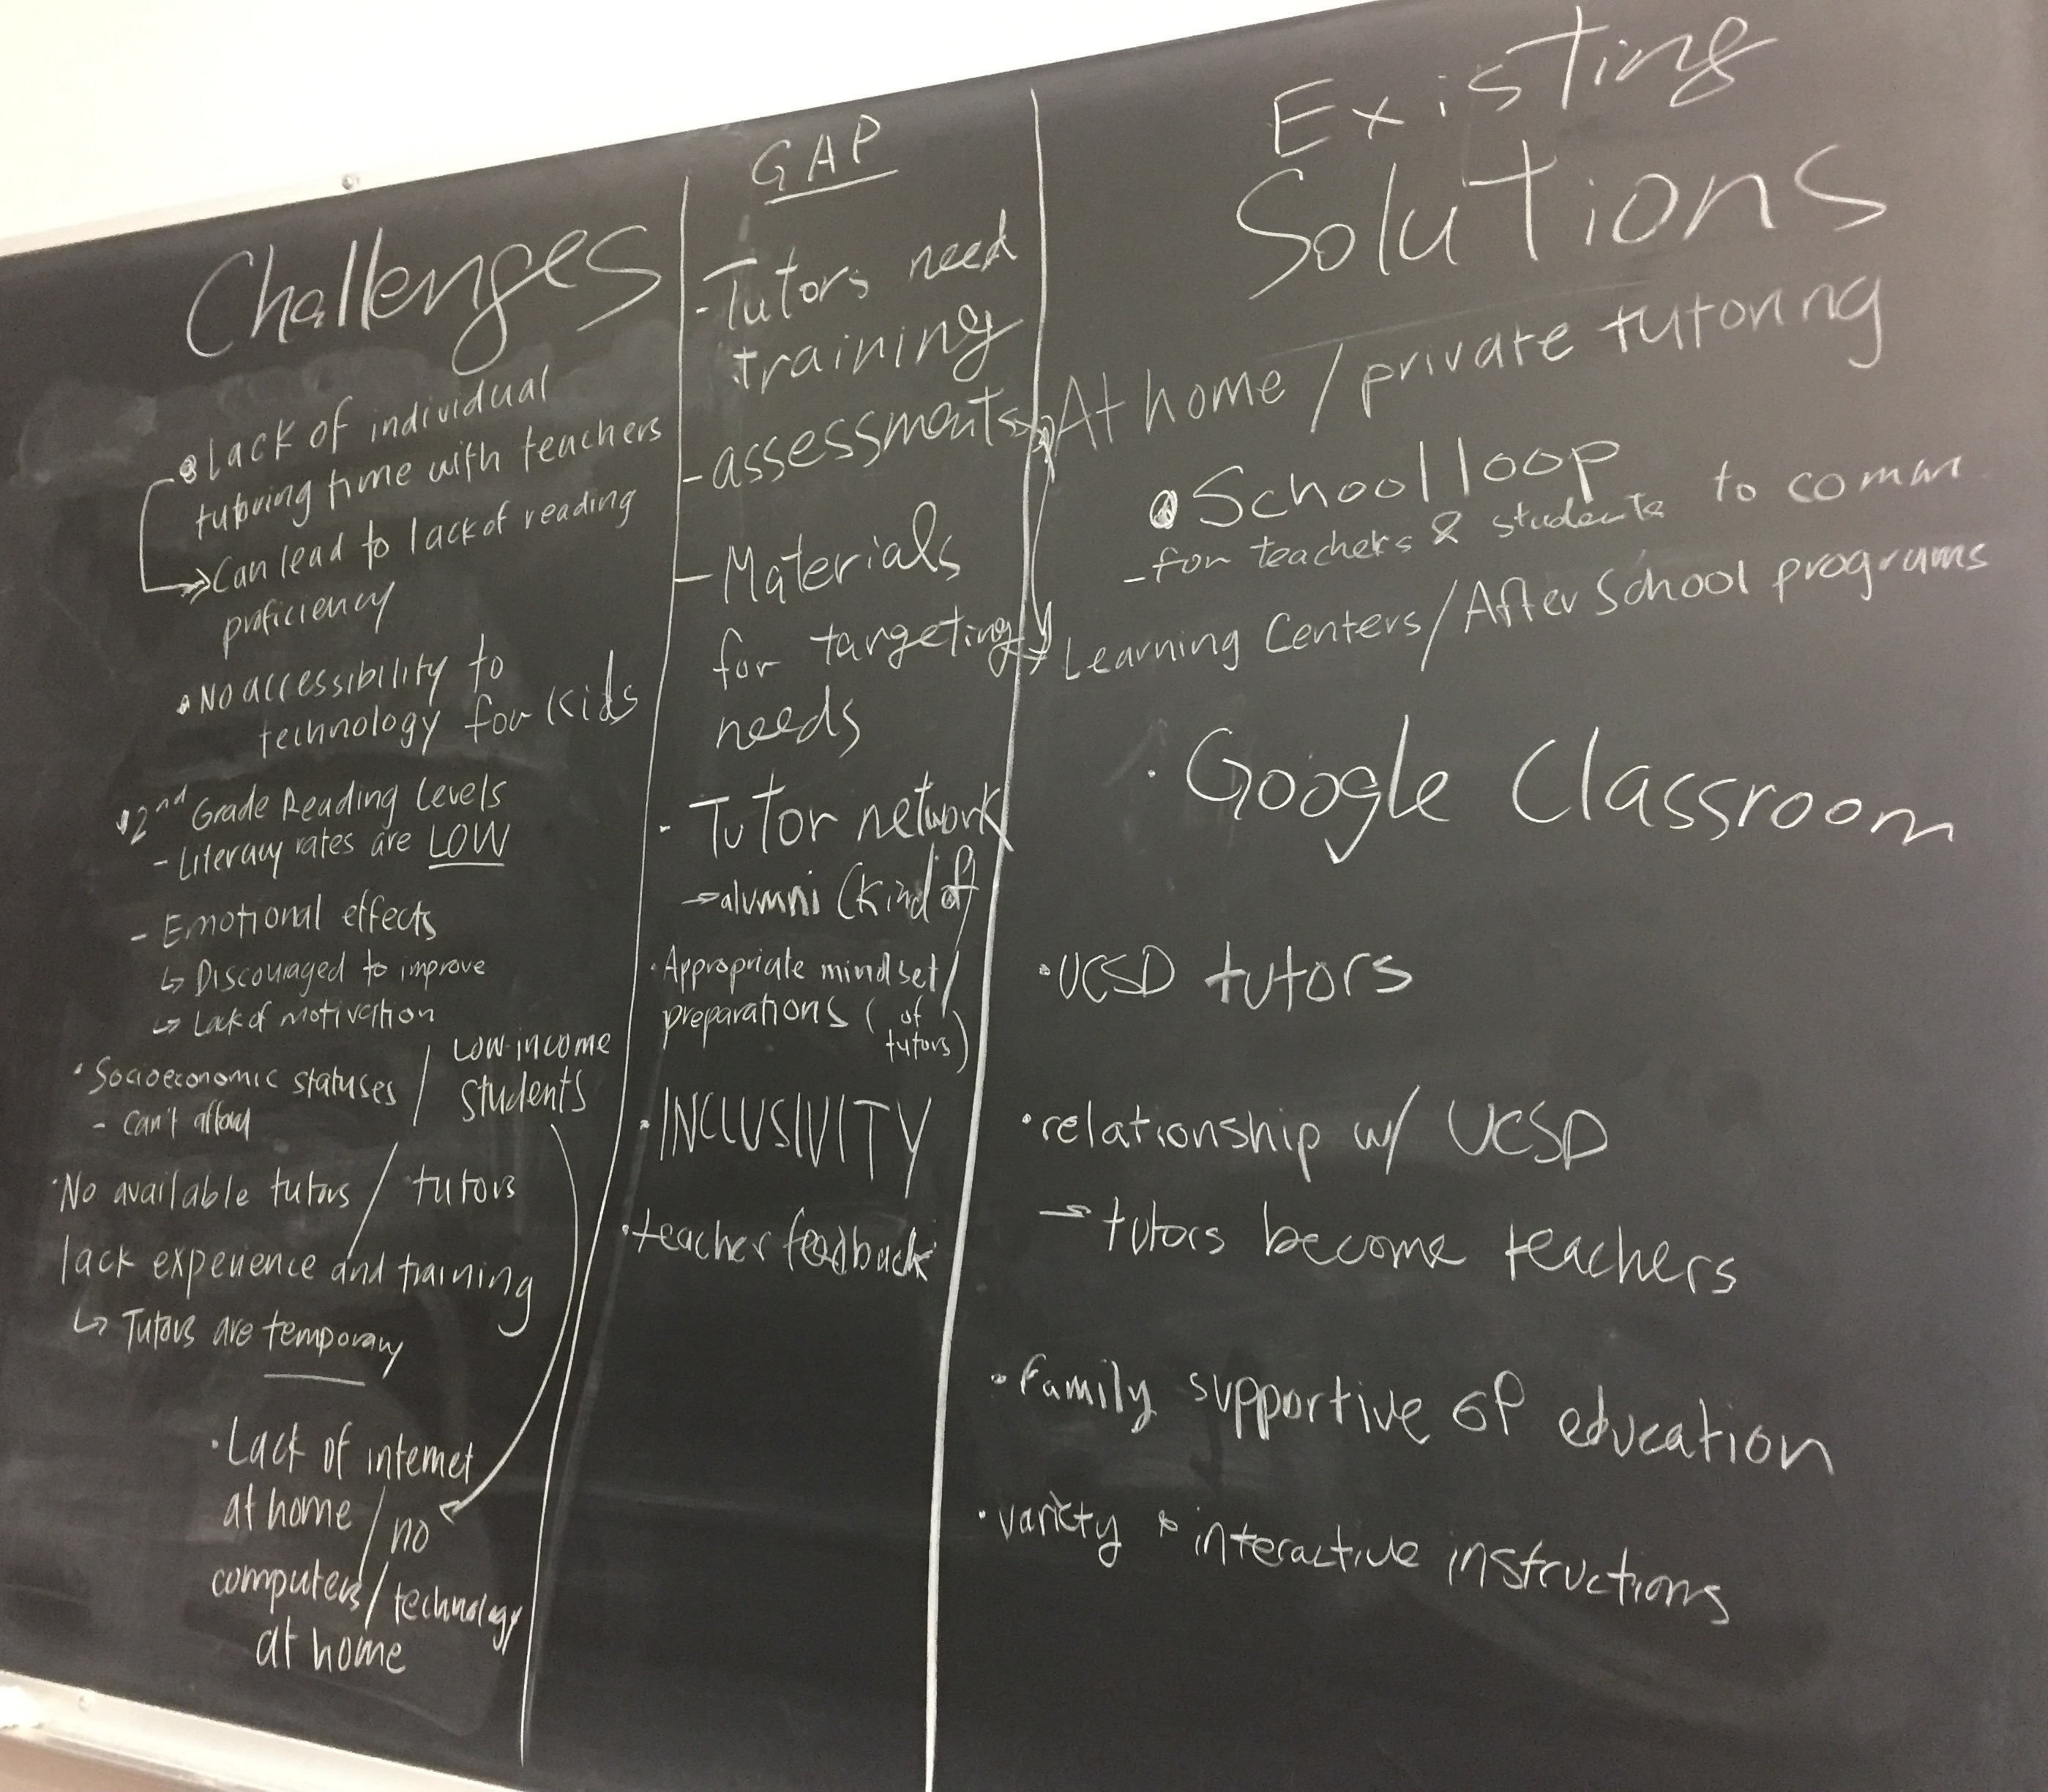 Challenges
• Lack of individual
tutoring time with teachers
→ Can lead to lack of reading
proficiency
• No accessibility to
technology for kids
• 2nd Grade Reading Levels
- Literacy rates are LOW
- Emotional effects
↳ Discouraged to improve
↳ Lack of motivation
• Socioeconomic statuses / Low-income
students
- can't afford
• No available tutors / tutors
lack experience and training
↳ Tutors are temporary
• Lack of internet
at home / no
computers / technology
at home
GAP
- Tutors need
training
- assessments
- Materials
for targeting
needs
- Tutor network
→ alumni (kind of)
• Appropriate mindset /
preparations (of
tutors)
• INCLUSIVITY
• teacher feedback
Existing
Solutions
At home / private tutoring
• School loop
- for teachers & students to comm.
Learning Centers / After School programs
• Google Classroom
• UCSD tutors
• relationship w/ UCSD
→ tutors become teachers
• family supportive of education
• variety & interactive instructions